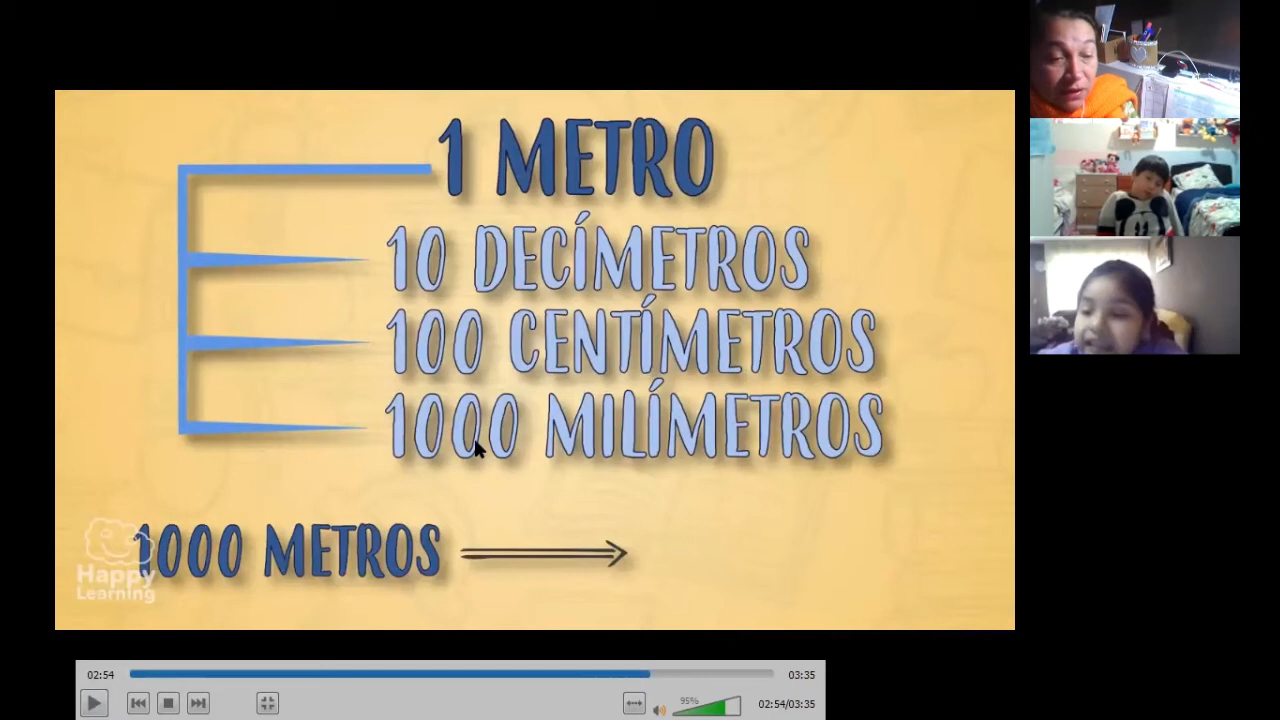 1 METRO
10 DECÍMETROS
100 CENTÍMETROS
1000 MILÍMETROS
1000 METROS
Happy
Learning
02:54
03:35
95%
02:54/03:35